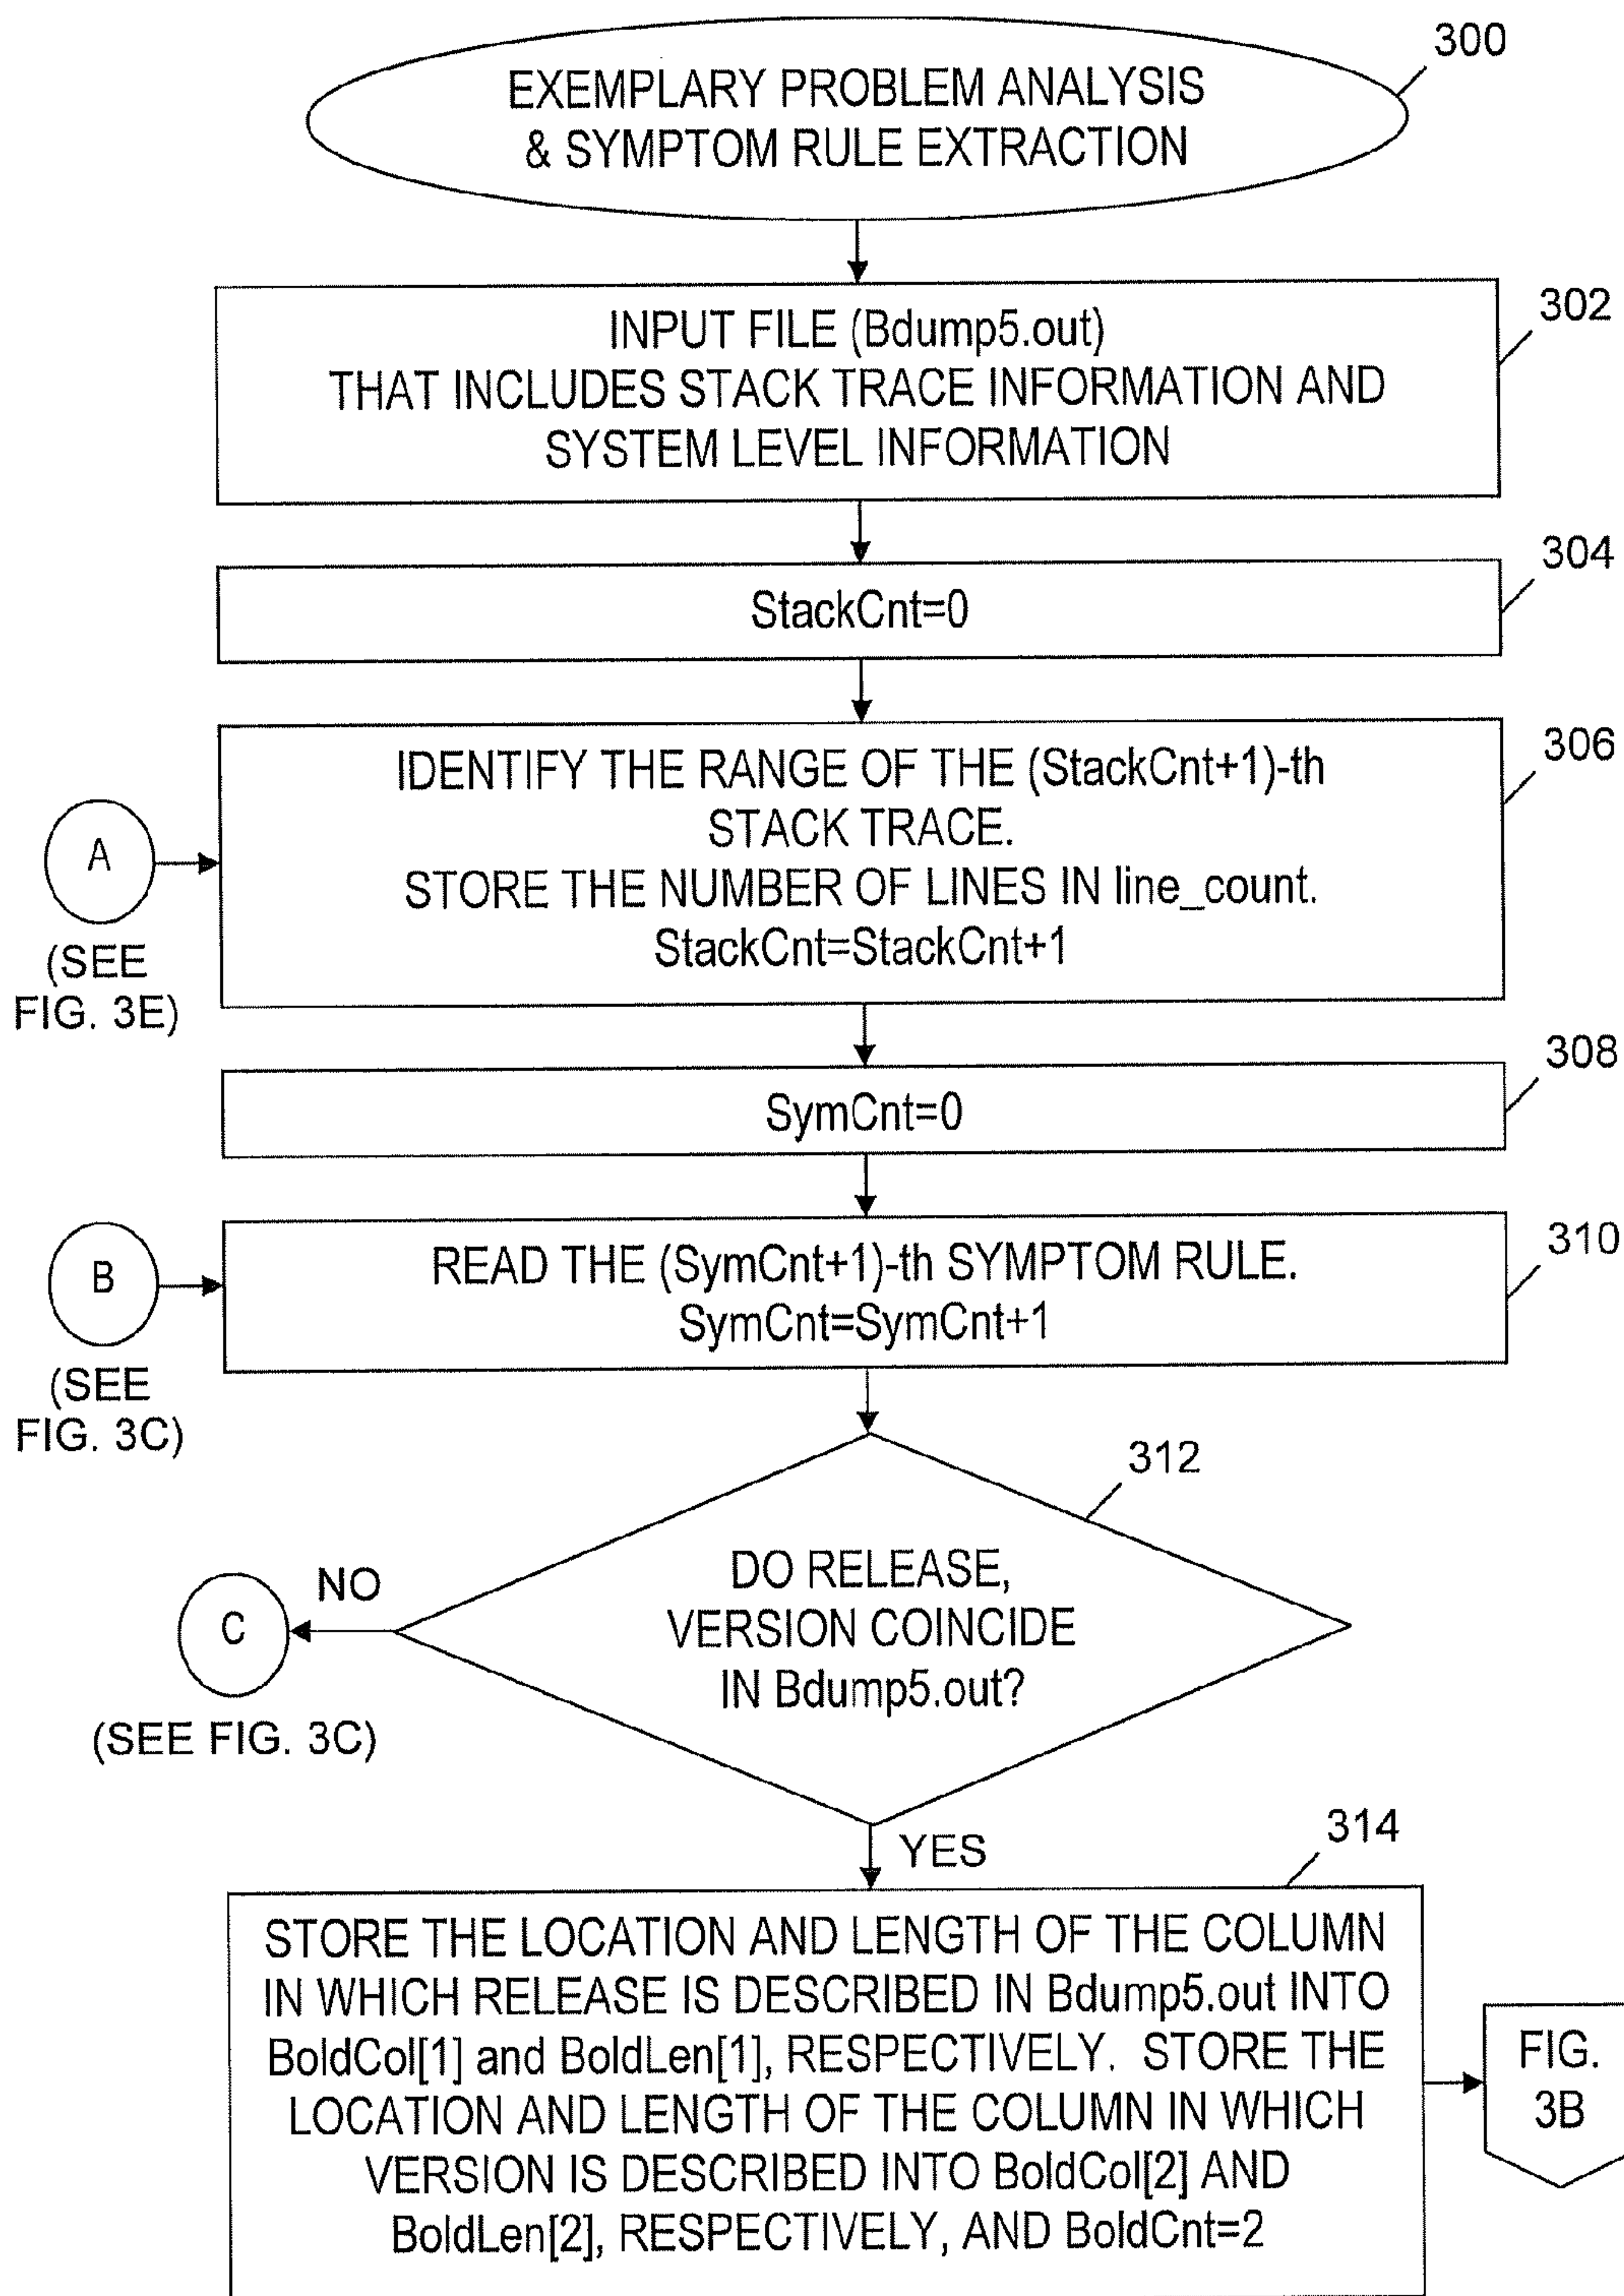 300
EXEMPLARY PROBLEM ANALYSIS
& SYMPTOM RULE EXTRACTION
302
INPUT FILE (Bdump5.out)
THAT INCLUDES STACK TRACE INFORMATION AND
SYSTEM LEVEL INFORMATION
304
StackCnt=0
306
IDENTIFY THE RANGE OF THE (StackCnt+1)-th
STACK TRACE.
STORE THE NUMBER OF LINES IN line_count.
StackCnt=StackCnt+1
A
(SEE
FIG. 3E)
308
SymCnt=0
310
READ THE (SymCnt+1)-th SYMPTOM RULE.
SymCnt=SymCnt+1
B
(SEE
FIG. 3C)
312
DO RELEASE,
VERSION COINCIDE
IN Bdump5.out?
NO
C
(SEE FIG. 3C)
YES
314
STORE THE LOCATION AND LENGTH OF THE COLUMN
IN WHICH RELEASE IS DESCRIBED IN Bdump5.out INTO
BoldCol[1] and BoldLen[1], RESPECTIVELY. STORE THE
LOCATION AND LENGTH OF THE COLUMN IN WHICH
VERSION IS DESCRIBED INTO BoldCol[2] AND
BoldLen[2], RESPECTIVELY, AND BoldCnt=2
FIG.
3B